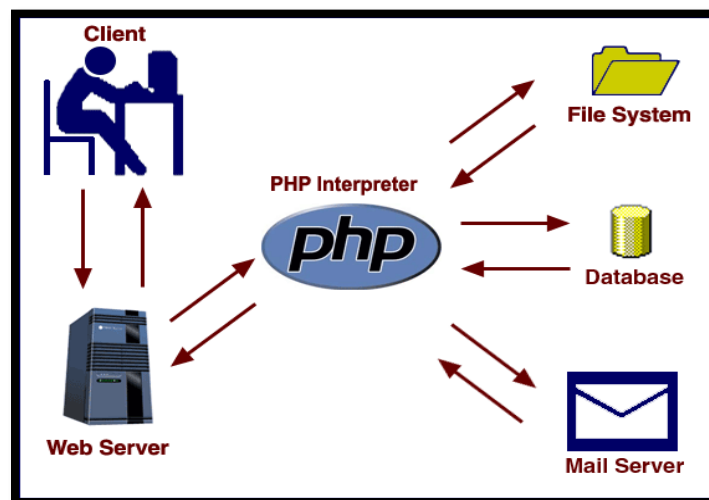 Client
File System
PHP Interpreter
php
Database
Web Server
Mail Server